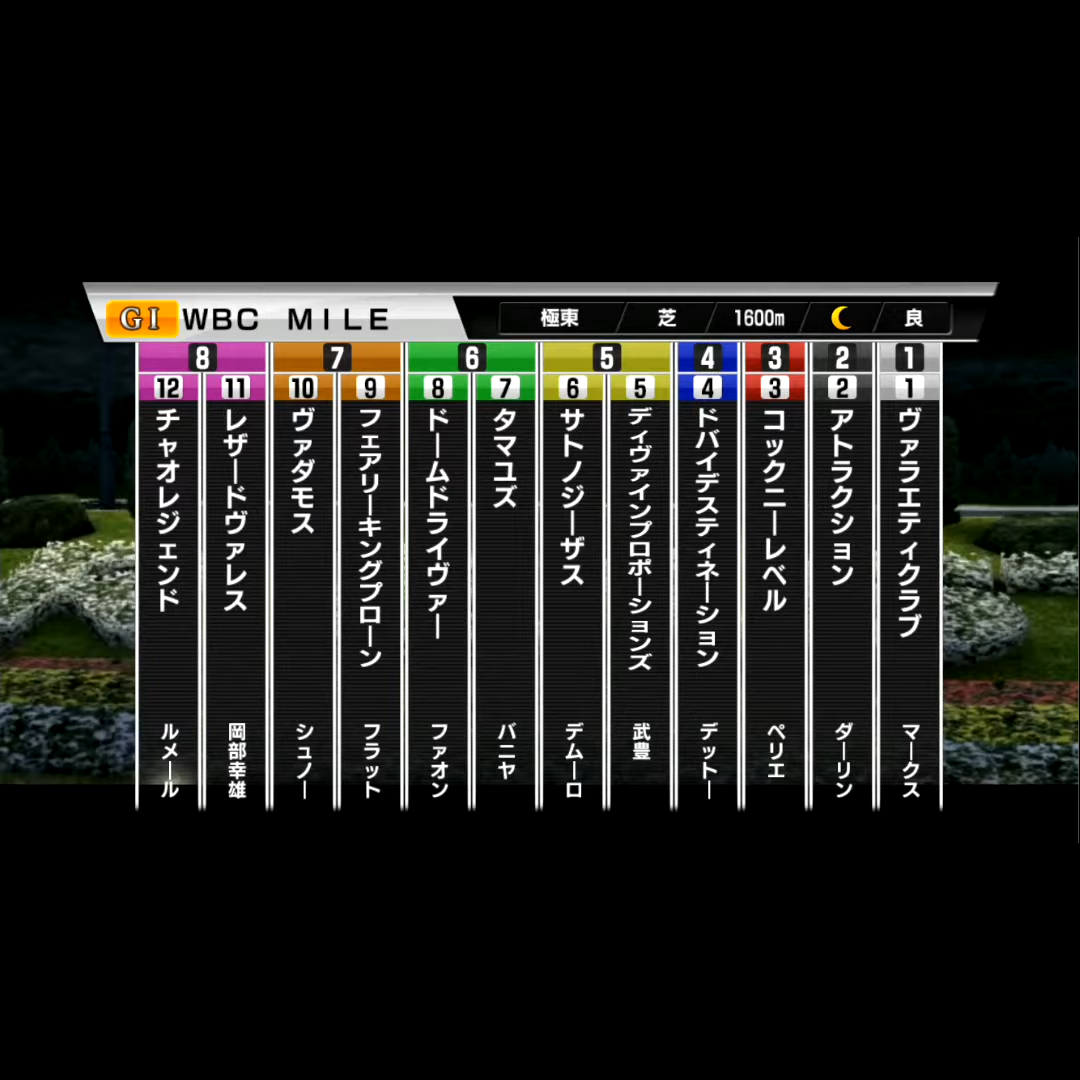 GI WBC MILE 極東 芝 1600m 良
8 7 6 5 4 3 2 1
12 11 10 9 8 7 6 5 4 3 2 1
ヴァラエティクラブ
マークス
アトラクション
ダーリン
コックニーレベル
ペリエ
ドバイデスティネーション
デットー
ディヴァインプロポーションズ
武豊
サトノジーザス
デムーロ
タマユズ
バニヤ
ドームドライヴァー
ファオン
フェアリーキングプローン
フラット
ヴァダモス
シュノー
レザードヴァレス
岡部幸雄
チャオレジェンド
ルメール